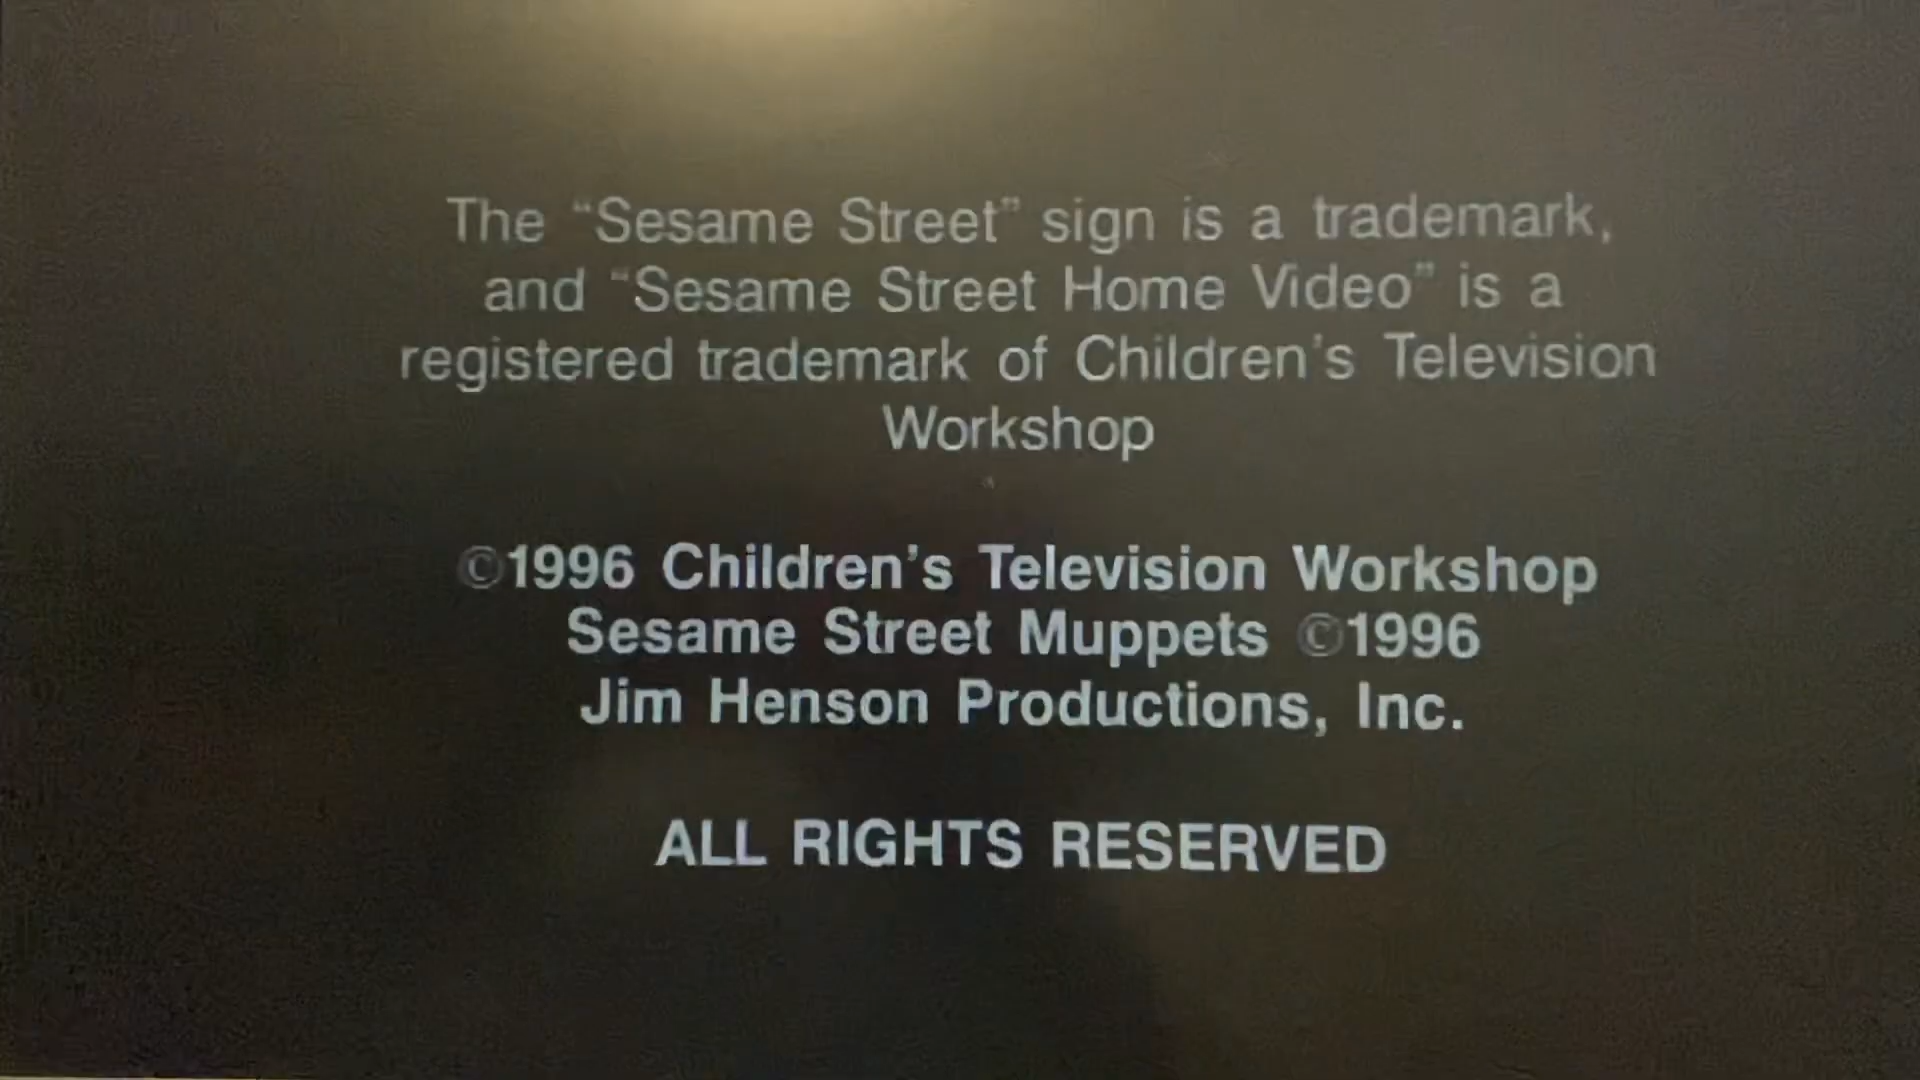 The “Sesame Street” sign is a trademark,
and “Sesame Street Home Video” is a
registered trademark of Children’s Television
Workshop
©1996 Children’s Television Workshop
Sesame Street Muppets ©1996
Jim Henson Productions, Inc.
ALL RIGHTS RESERVED